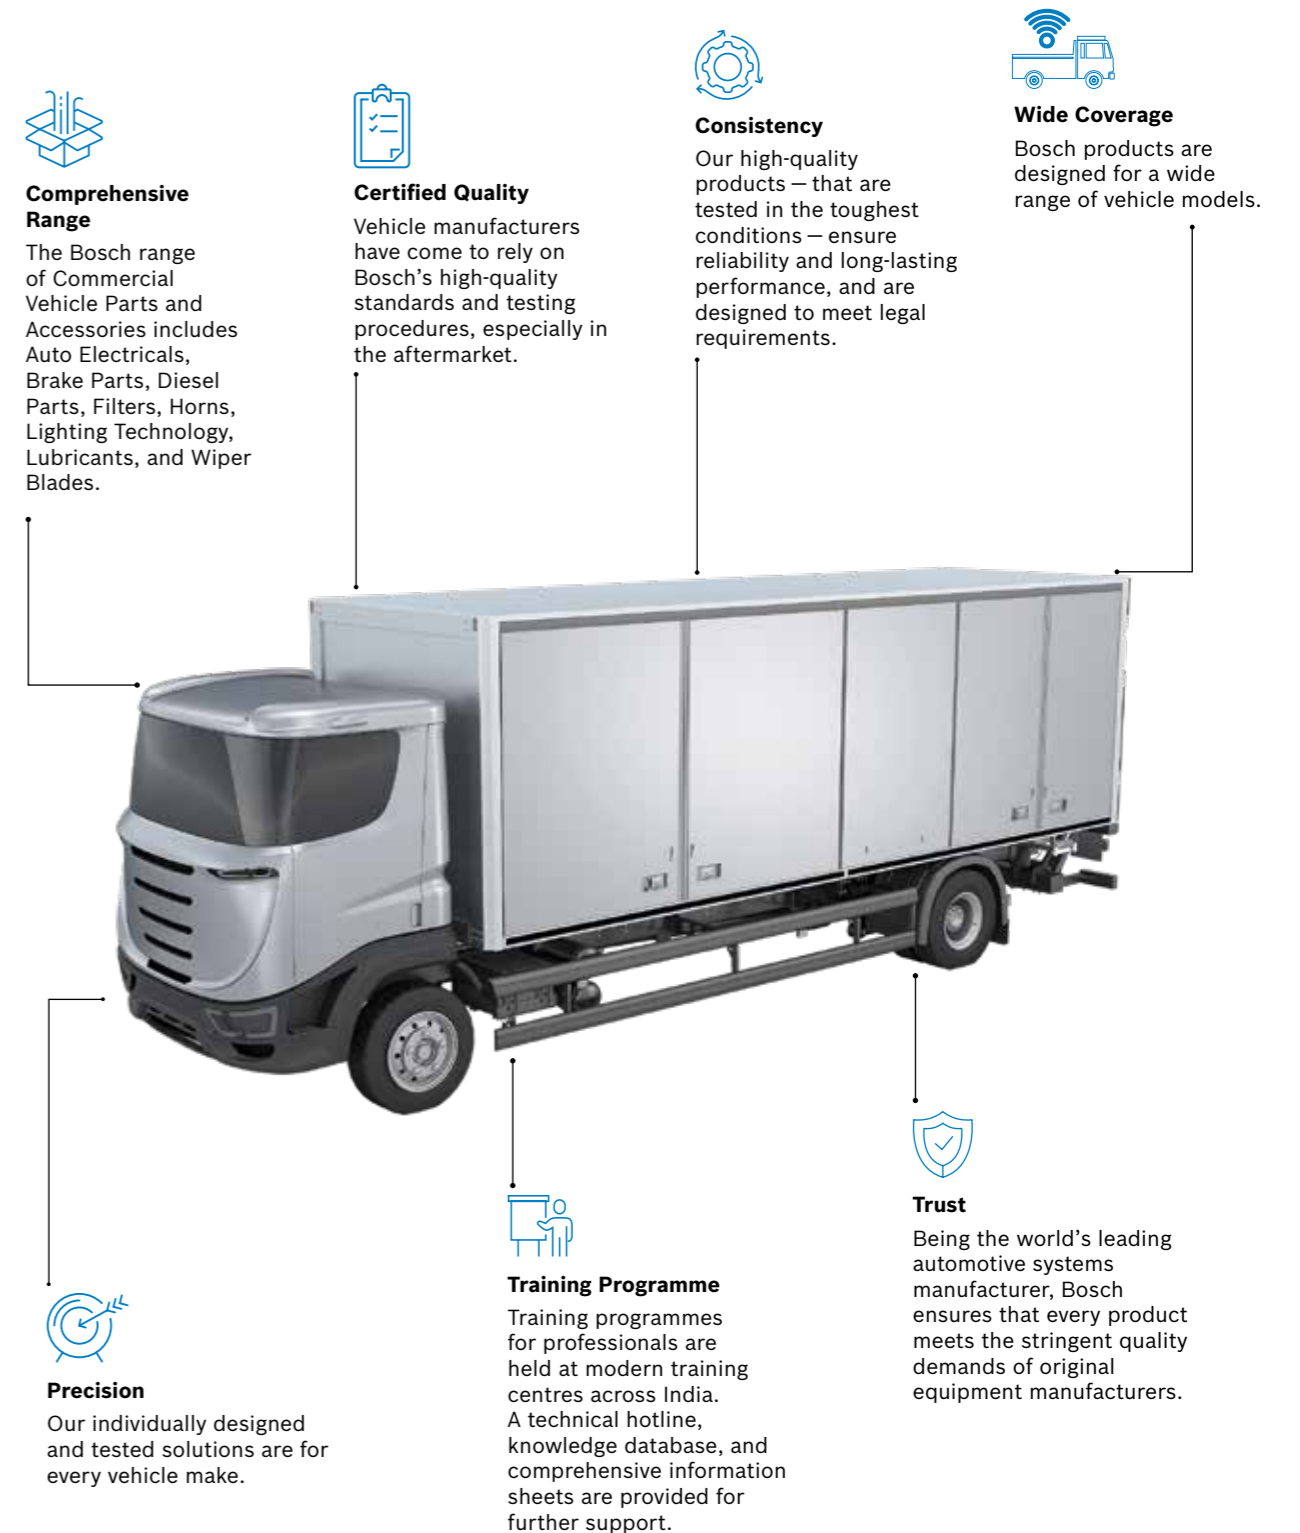 Comprehensive
Range
The Bosch range
of Commercial
Vehicle Parts and
Accessories includes
Auto Electricals,
Brake Parts, Diesel
Parts, Filters, Horns,
Lighting Technology,
Lubricants, and Wiper
Blades.
Certified Quality
Vehicle manufacturers
have come to rely on
Bosch’s high-quality
standards and testing
procedures, especially in
the aftermarket.
Consistency
Our high-quality
products — that are
tested in the toughest
conditions — ensure
reliability and long-lasting
performance, and are
designed to meet legal
requirements.
Wide Coverage
Bosch products are
designed for a wide
range of vehicle models.
Precision
Our individually designed
and tested solutions are for
every vehicle make.
Training Programme
Training programmes
for professionals are
held at modern training
centres across India.
A technical hotline,
knowledge database, and
comprehensive information
sheets are provided for
further support.
Trust
Being the world’s leading
automotive systems
manufacturer, Bosch
ensures that every product
meets the stringent quality
demands of original
equipment manufacturers.